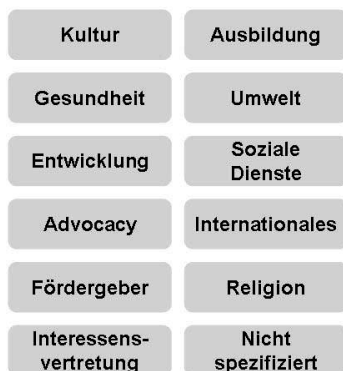 Kultur
Ausbildung
Gesundheit
Umwelt
Entwicklung
Soziale
Dienste
Advocacy
Internationales
Fördergeber
Religion
Interessens-
vertretung
Nicht
spezifiziert